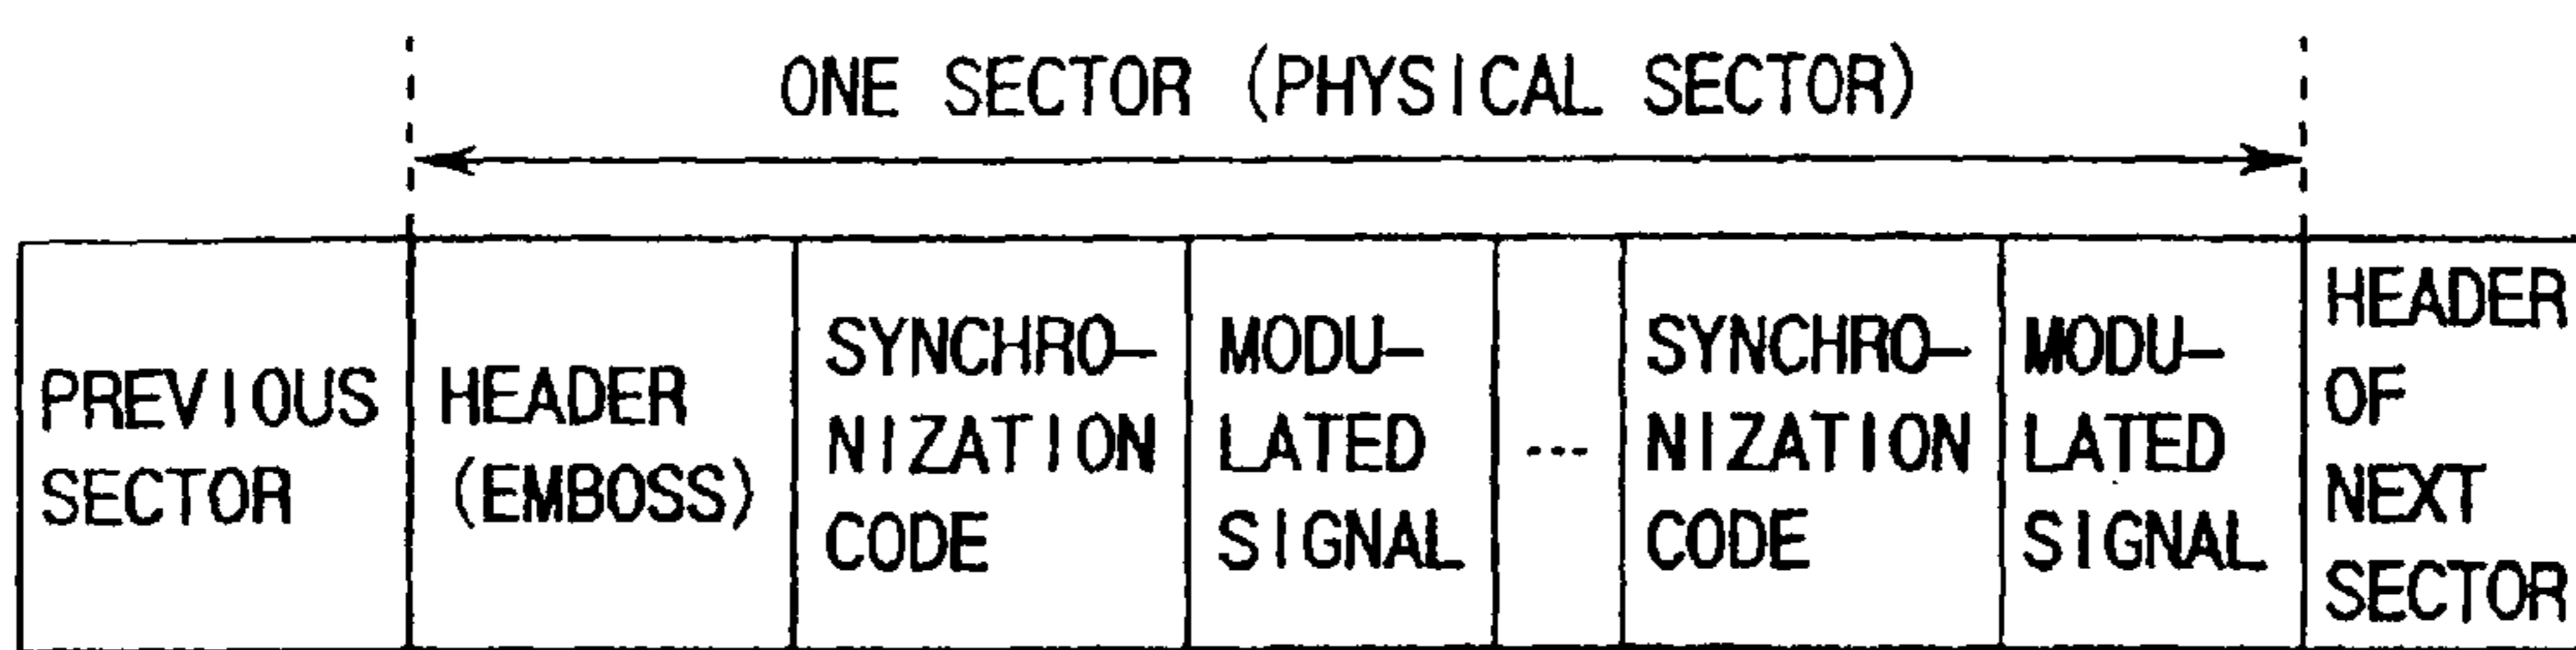 ONE SECTOR (PHYSICAL SECTOR)
PREVIOUS
SECTOR
HEADER
(EMBOSS)
SYNCHRO-
NIZATION
CODE
MODU-
LATED
SIGNAL
...
SYNCHRO-
NIZATION
CODE
MODU-
LATED
SIGNAL
HEADER
OF
NEXT
SECTOR